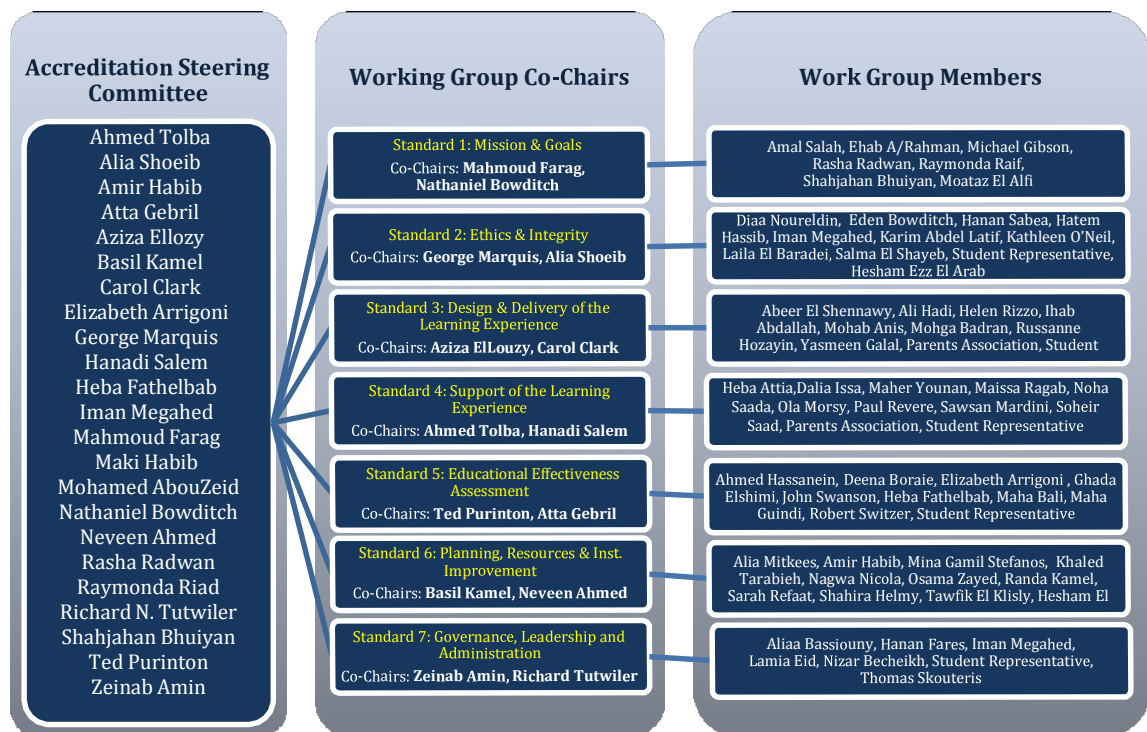 Accreditation Steering
Committee
Ahmed Tolba
Alia Shoeib
Amir Habib
Atta Gebril
Aziza Ellozy
Basil Kamel
Carol Clark
Elizabeth Arrigoni
George Marquis
Hanadi Salem
Heba Fathelbab
Iman Megahed
Mahmoud Farag
Maki Habib
Mohamed AbouZeid
Nathaniel Bowditch
Neveen Ahmed
Rasha Radwan
Raymonda Riad
Richard N. Tutwiler
Shahjahan Bhuiyan
Ted Purinton
Zeinab Amin
Working Group Co-Chairs
Standard 1: Mission & Goals
Co-Chairs: Mahmoud Farag,
Nathaniel Bowditch
Standard 2: Ethics & Integrity
Co-Chairs: George Marquis, Alia Shoeib
Standard 3: Design & Delivery of the
Learning Experience
Co-Chairs: Aziza ElLouzy, Carol Clark
Standard 4: Support of the Learning
Experience
Co-Chairs: Ahmed Tolba, Hanadi Salem
Standard 5: Educational Effectiveness
Assessment
Co-Chairs: Ted Purinton, Atta Gebril
Standard 6: Planning, Resources & Inst.
Improvement
Co-Chairs: Basil Kamel, Neveen Ahmed
Standard 7: Governance, Leadership and
Administration
Co-Chairs: Zeinab Amin, Richard Tutwiler
Work Group Members
Amal Salah, Ehab A/Rahman, Michael Gibson,
Rasha Radwan, Raymonda Raif,
Shahjahan Bhuiyan, Moataz El Alfi
Diaa Noureldin, Eden Bowditch, Hanan Sabea, Hatem
Hassib, Iman Megahed, Karim Abdel Latif, Kathleen O'Neil,
Laila El Baradei, Salma El Shayeb, Student Representative,
Hesham Ezz El Arab
Abeer El Shennawy, Ali Hadi, Helen Rizzo, Ihab
Abdallah, Mohab Anis, Mohga Badran, Russanne
Hozayin, Yasmeen Galal, Parents Association, Student
Heba Attia,Dalia Issa, Maher Younan, Maissa Ragab, Noha
Saada, Ola Morsy, Paul Revere, Sawsan Mardini, Soheir
Saad, Parents Association, Student Representative
Ahmed Hassanein, Deena Boraie, Elizabeth Arrigoni , Ghada
Elshimi, John Swanson, Heba Fathelbab, Maha Bali, Maha
Guindi, Robert Switzer, Student Representative
Alia Mitkees, Amir Habib, Mina Gamil Stefanos, Khaled
Tarabieh, Nagwa Nicola, Osama Zayed, Randa Kamel,
Sarah Refaat, Shahira Helmy, Tawfik El Klisly, Hesham El
Aliaa Bassiouny, Hanan Fares, Iman Megahed,
Lamia Eid, Nizar Becheikh, Student Representative,
Thomas Skouteris